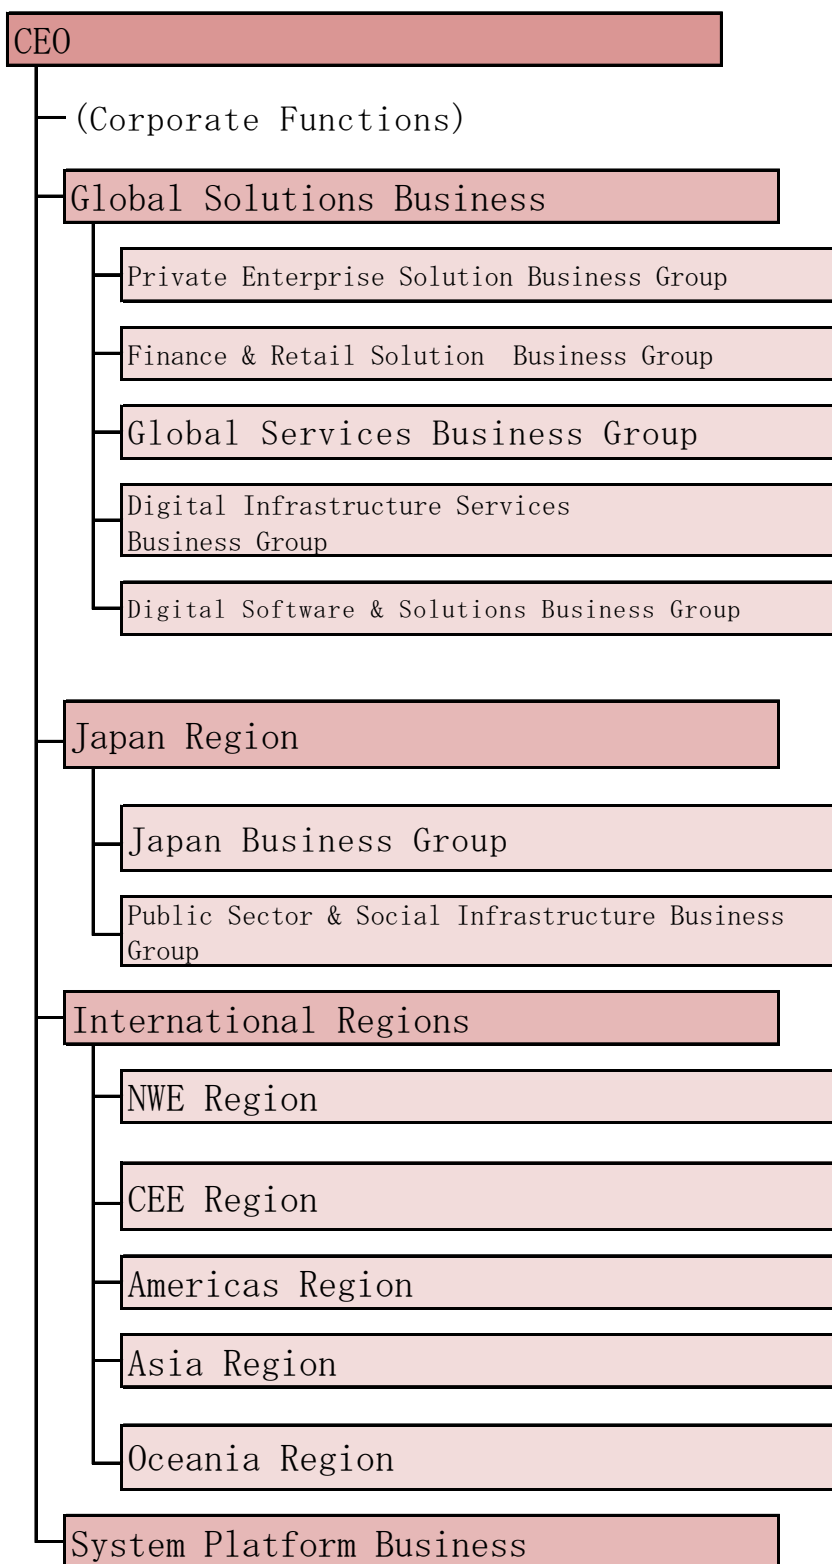 CEO
(Corporate Functions)
Global Solutions Business
Private Enterprise Solution Business Group
Finance & Retail Solution  Business Group
Global Services Business Group
Digital Infrastructure Services
Business Group
Digital Software & Solutions Business Group
Japan Region
Japan Business Group
Public Sector & Social Infrastructure Business
Group
International Regions
NWE Region
CEE Region
Americas Region
Asia Region
Oceania Region
System Platform Business